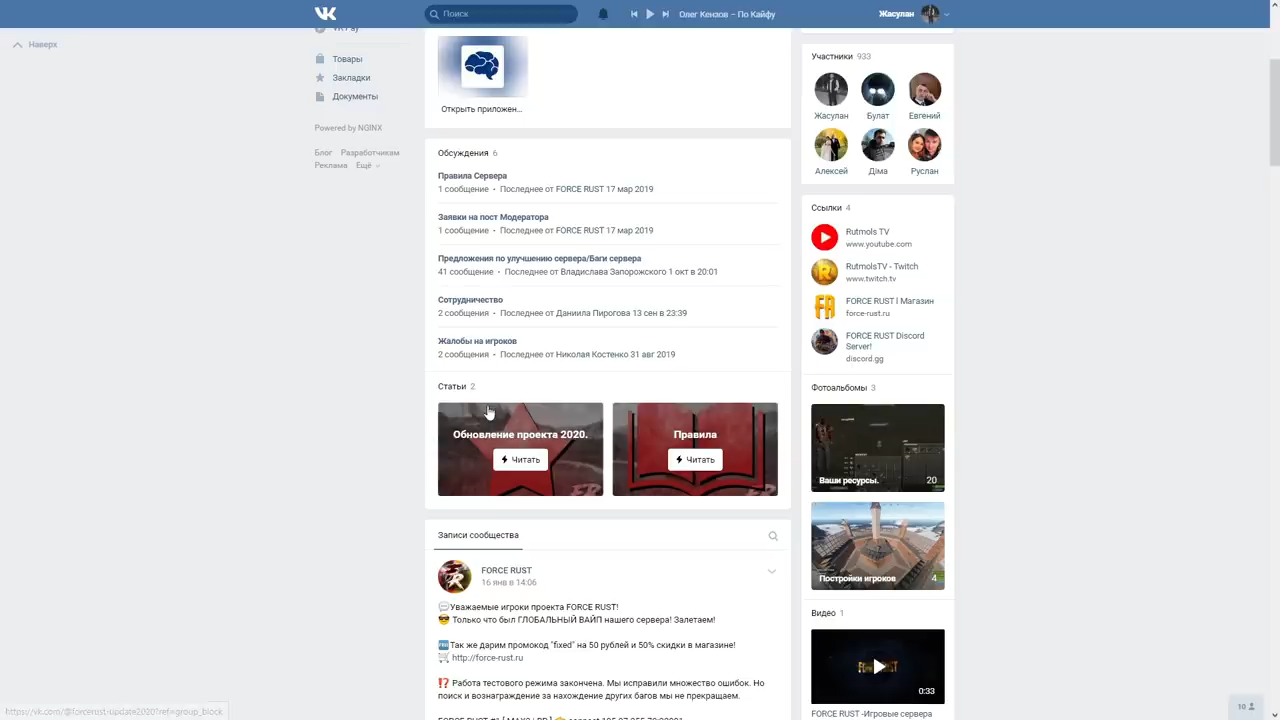 Поиск
Олег Кензов – По Кайфу
Жасулан
Наверх
VK Pay
Товары
Закладки
Документы
Powered by NGINX
Блог Разработчикам
Реклама Ещё
Открыть приложен...
Обсуждения 6
Правила Сервера
1 сообщение • Последнее от FORCE RUST 17 мар 2019
Заявки на пост Модератора
1 сообщение • Последнее от FORCE RUST 17 мар 2019
Предложения по улучшению сервера/Баги сервера
41 сообщение • Последнее от Владислава Запорожского 1 окт в 20:01
Сотрудничество
2 сообщения • Последнее от Даниила Пирогова 13 сен в 23:39
Жалобы на игроков
2 сообщения • Последнее от Николая Костенко 31 авг 2019
Статьи 2
Обновление проекта 2020.
Читать
Правила
Читать
Записи сообщества
FORCE RUST
16 янв в 14:06
Уважаемые игроки проекта FORCE RUST!
Только что был ГЛОБАЛЬНЫЙ ВАЙП нашего сервера! Залетаем!
Так же дарим промокод "fixed" на 50 рублей и 50% скидки в магазине!
http://force-rust.ru
Работа тестового режима закончена. Мы исправили множество ошибок. Но
поиск и вознаграждение за нахождение других багов мы не прекращаем.
Участники 933
Жасулан Булат Евгений
Алексей Діма Руслан
Ссылки 4
Rutmols TV
www.youtube.com
RutmolsTV - Twitch
www.twitch.tv
FORCE RUST l Магазин
force-rust.ru
FORCE RUST Discord
Server!
discord.gg
Фотоальбомы 3
Ваши ресурсы. 20
Постройки игроков 4
Видео 1
0:33
FORCE RUST -Игровые сервера
10
https://vk.com/@forcerust-update2020?ref=group_block